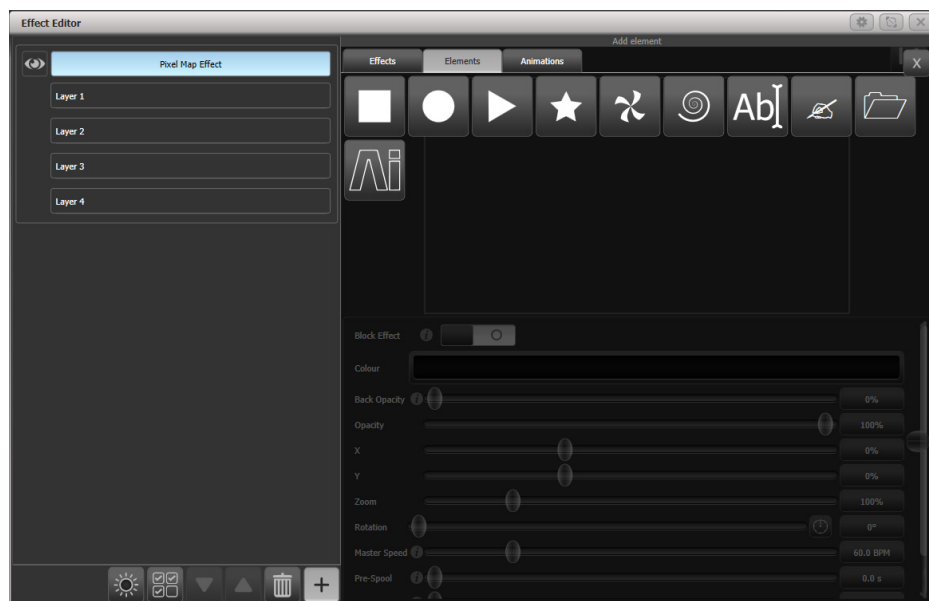 Effect Editor
Add element
Pixel Map Effect
Layer 1
Layer 2
Layer 3
Layer 4
Effects
Elements
Animations
X
Ab
Ai
Block Effect
Colour
Back Opacity 0%
Opacity 100%
X 0%
Y 0%
Zoom 100%
Rotation 0°
Master Speed 60.0 BPM
Pre-Spool 0.0 s